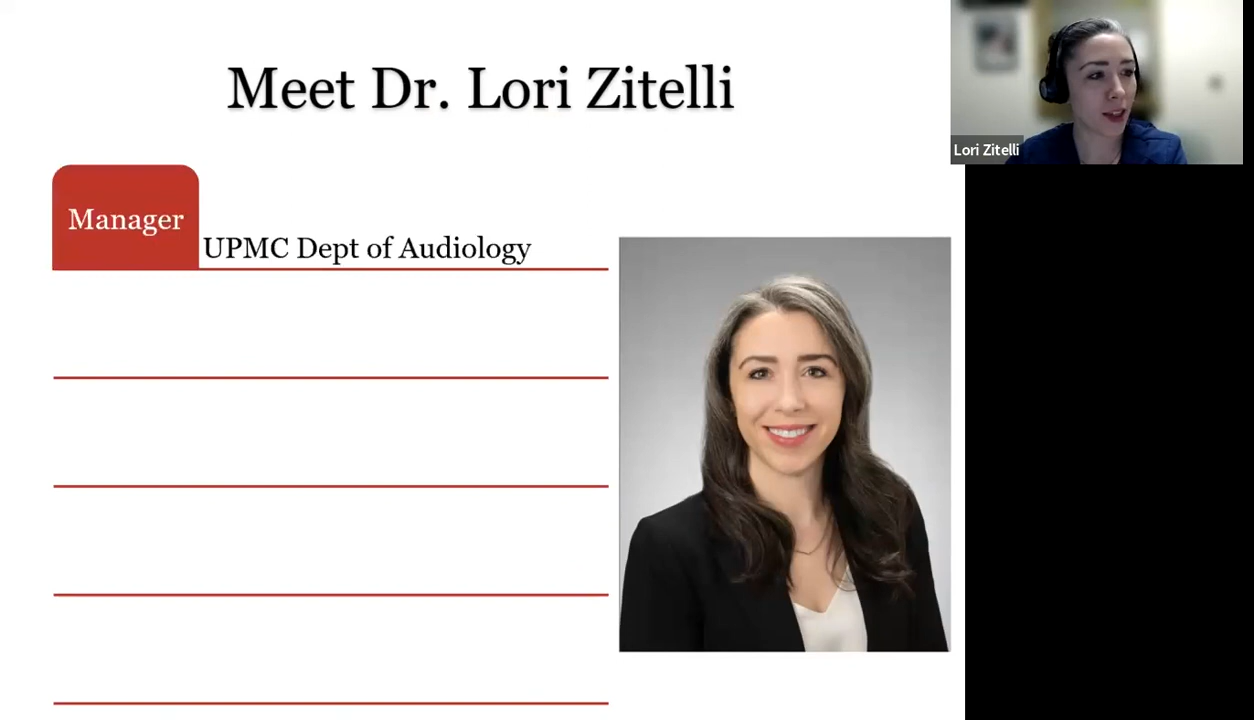 Meet Dr. Lori Zitelli
Lori Zitelli
Manager
UPMC Dept of Audiology